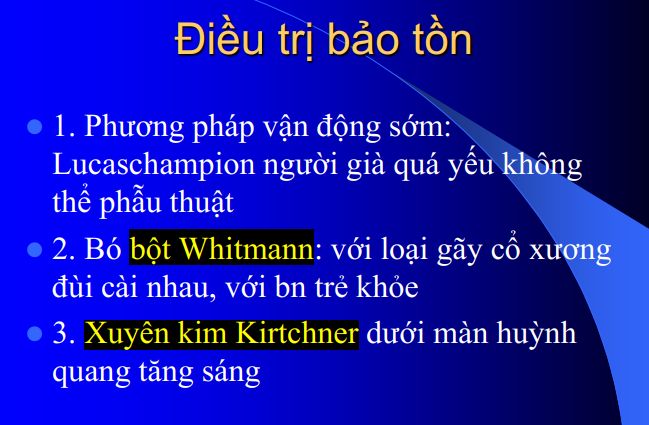 Điều trị bảo tồn
1. Phương pháp vận động sớm:
Lucaschampion người già quá yếu không
thể phẫu thuật
2. Bó bột Whitmann: với loại gãy cổ xương
đùi cài nhau, với bn trẻ khỏe
3. Xuyên kim Kirtchner dưới màn huỳnh
quang tăng sáng